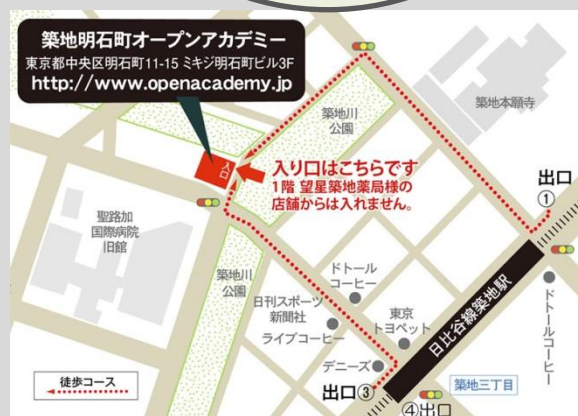 築地明石町オープンアカデミー
東京都中央区明石町11-15 ミキジ明石町ビル3F
http://www.openacademy.jp
築地川
公園
築地本願寺
入口
入り口はこちらです
1階 望星築地薬局様の
店舗からは入れません。
出口
①
聖路加
国際病院
旧館
築地川
公園
ドトール
コーヒー
日刊スポーツ
新聞社
ライブコーヒー
東京
トヨペット
日比谷線築地駅
ドトールコーヒー
デニーズ
徒歩コース
出口③
築地三丁目
④出口